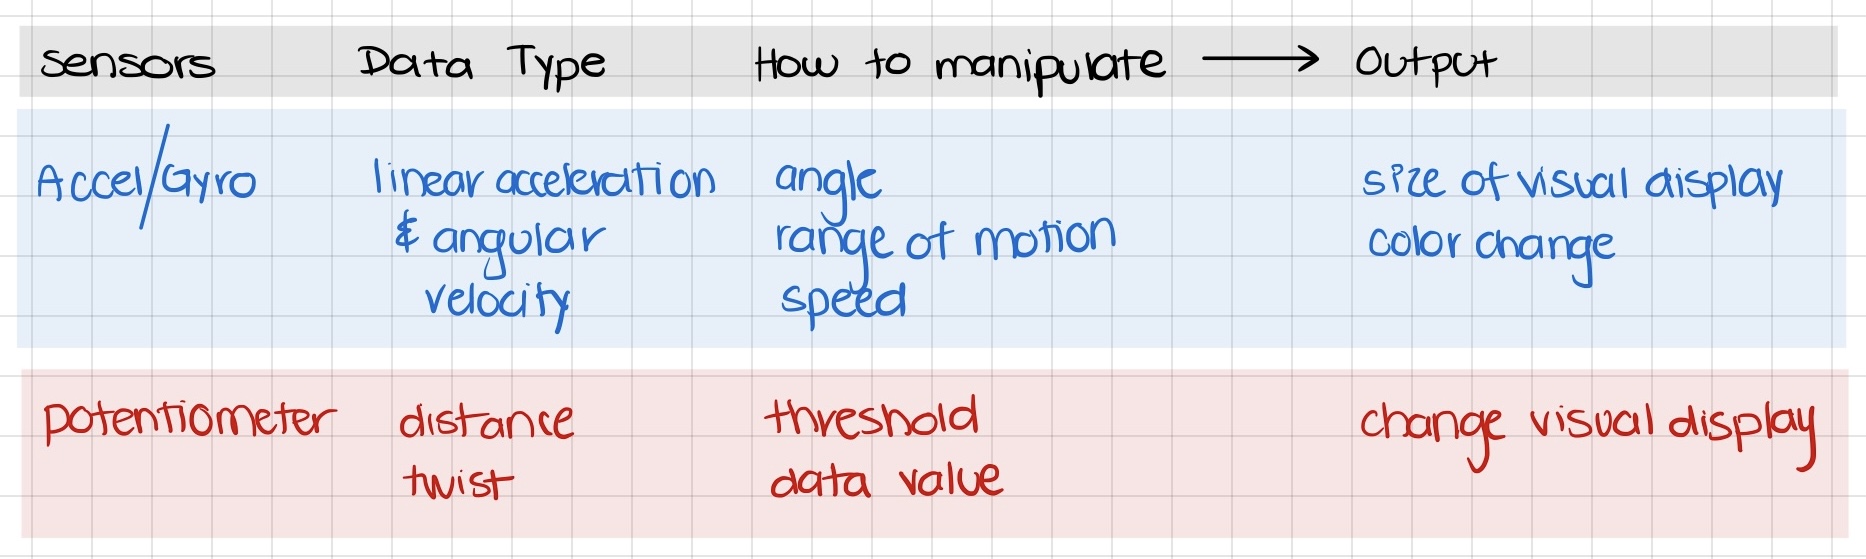 Sensors Data Type How to manipulate → Output
Accel/Gyro linear acceleration angle size of visual display
& angular range of motion color change
velocity speed
potentiometer distance threshold change visual display
twist data value